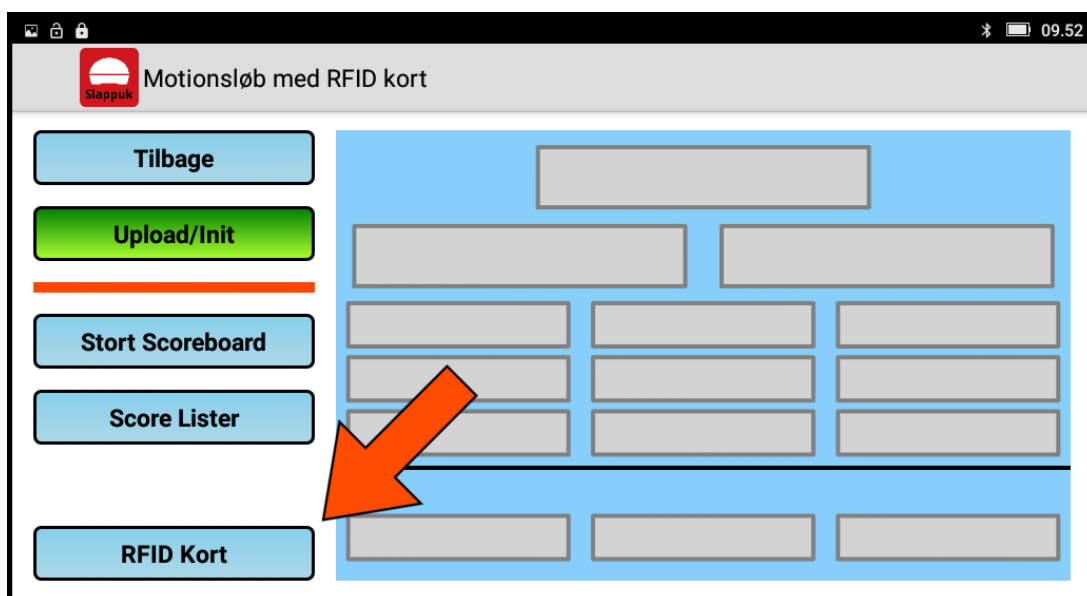 09.52
Slappuk
Motionsløb med RFID kort
Tilbage
Upload/Init
Stort Scoreboard
Score Lister
RFID Kort